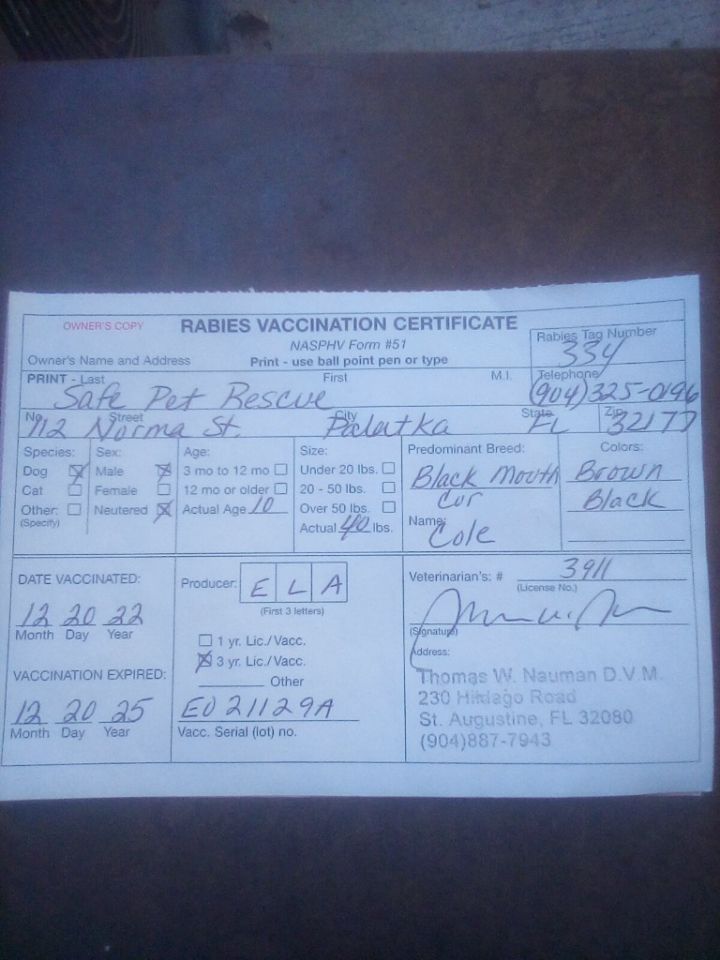 OWNER'S COPY
RABIES VACCINATION CERTIFICATE
NASPHV Form #51
Owner's Name and Address
Print - use ball point pen or type
Rabies Tag Number
334
PRINT - Last First M.I.
Safe Pet Rescue
Telephone
(904) 325-0196
No. Street City State Zip
112 Norma St. Palatka FL 32177
Species: Sex: Age: Size:
Dog Male 3 mo to 12 mo Under 20 lbs.
Cat Female 12 mo or older 20 - 50 lbs.
Other: Neutered Actual Age 10 Over 50 lbs.
(Specify) Actual 40 lbs.
Predominant Breed:
Black Mouth
Cur
Name:
Cole
Colors:
Brown
Black
DATE VACCINATED:
12 20 22
Month Day Year
VACCINATION EXPIRED:
12 20 25
Month Day Year
Producer: E L A
(First 3 letters)
1 yr. Lic./Vacc.
3 yr. Lic./Vacc.
Other
E021129A
Vacc. Serial (lot) no.
Veterinarian's: # 3911
(License No.)
(Signature)
Address:
Thomas W. Nauman D.V.M.
230 Road
St. Augustine, FL 32080
(904)887-7943